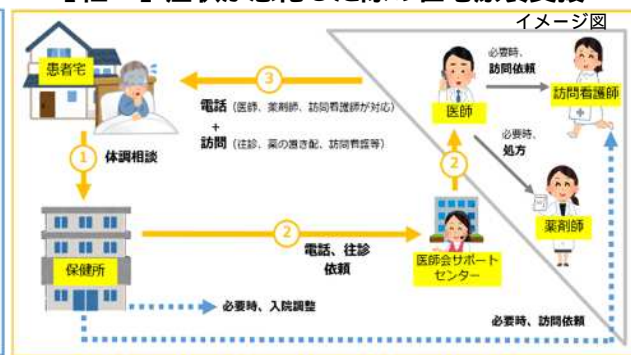 イメージ図
患者宅
3
電話(医師、薬剤師、訪問看護師が対応)
+
訪問(往診、薬の置き配、訪問看護等)
医師
必要時、
訪問依頼
訪問看護師
必要時、
処方
薬剤師
1
体調相談
2
保健所
2
電話、往診
依頼
医師会サポート
センター
必要時、入院調整
必要時、訪問依頼